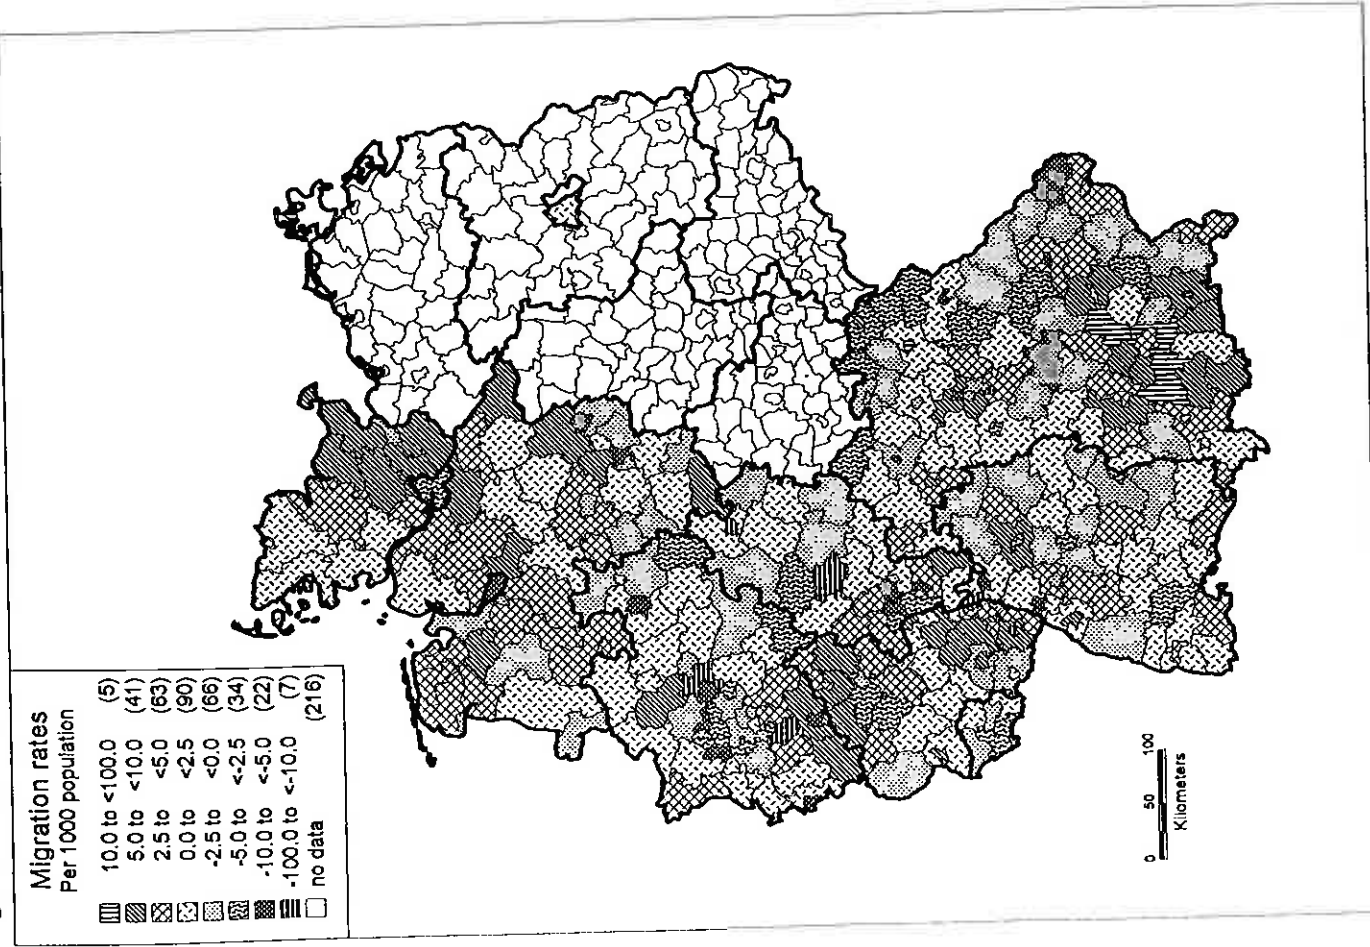 Migration rates
Per 1000 population
10.0 to <100.0 (5)
5.0 to <10.0 (41)
2.5 to <5.0 (63)
0.0 to <2.5 (90)
-2.5 to <0.0 (66)
-5.0 to <-2.5 (34)
-10.0 to <-5.0 (22)
-100.0 to <-10.0 (7)
no data (216)
0 50 100
Kilometers